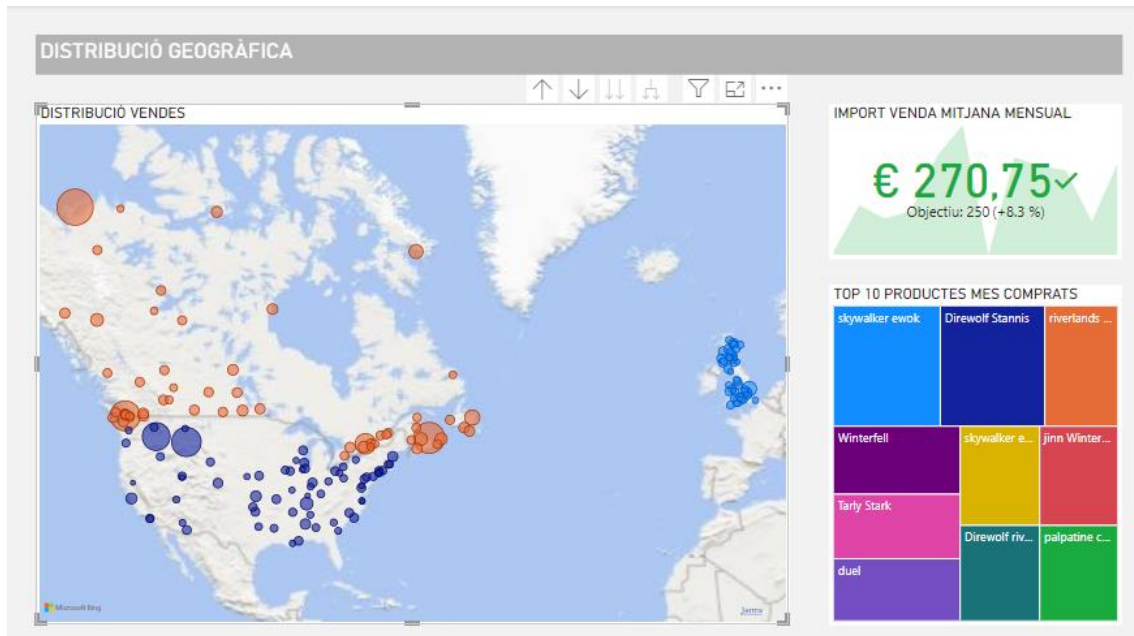 DISTRIBUCIÓ GEOGRÀFICA
DISTRIBUCIÓ VENDES
Microsoft Bing
Terms
IMPORT VENDA MITJANA MENSUAL
€ 270,75
Objectiu: 250 (+8.3 %)
TOP 10 PRODUCTES MES COMPRATS
skywalker ewok
Direwolf Stannis
riverlands ...
Winterfell
skywalker e...
jinn Winter...
Tarly Stark
Direwolf riv...
palpatine c...
duel